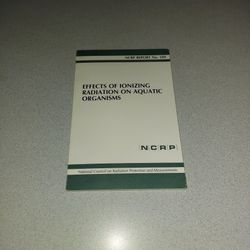 NCRP REPORT No. 109
EFFECTS OF IONIZING
RADIATION ON AQUATIC
ORGANISMS
NCRP
National Council on Radiation Protection and Measurements